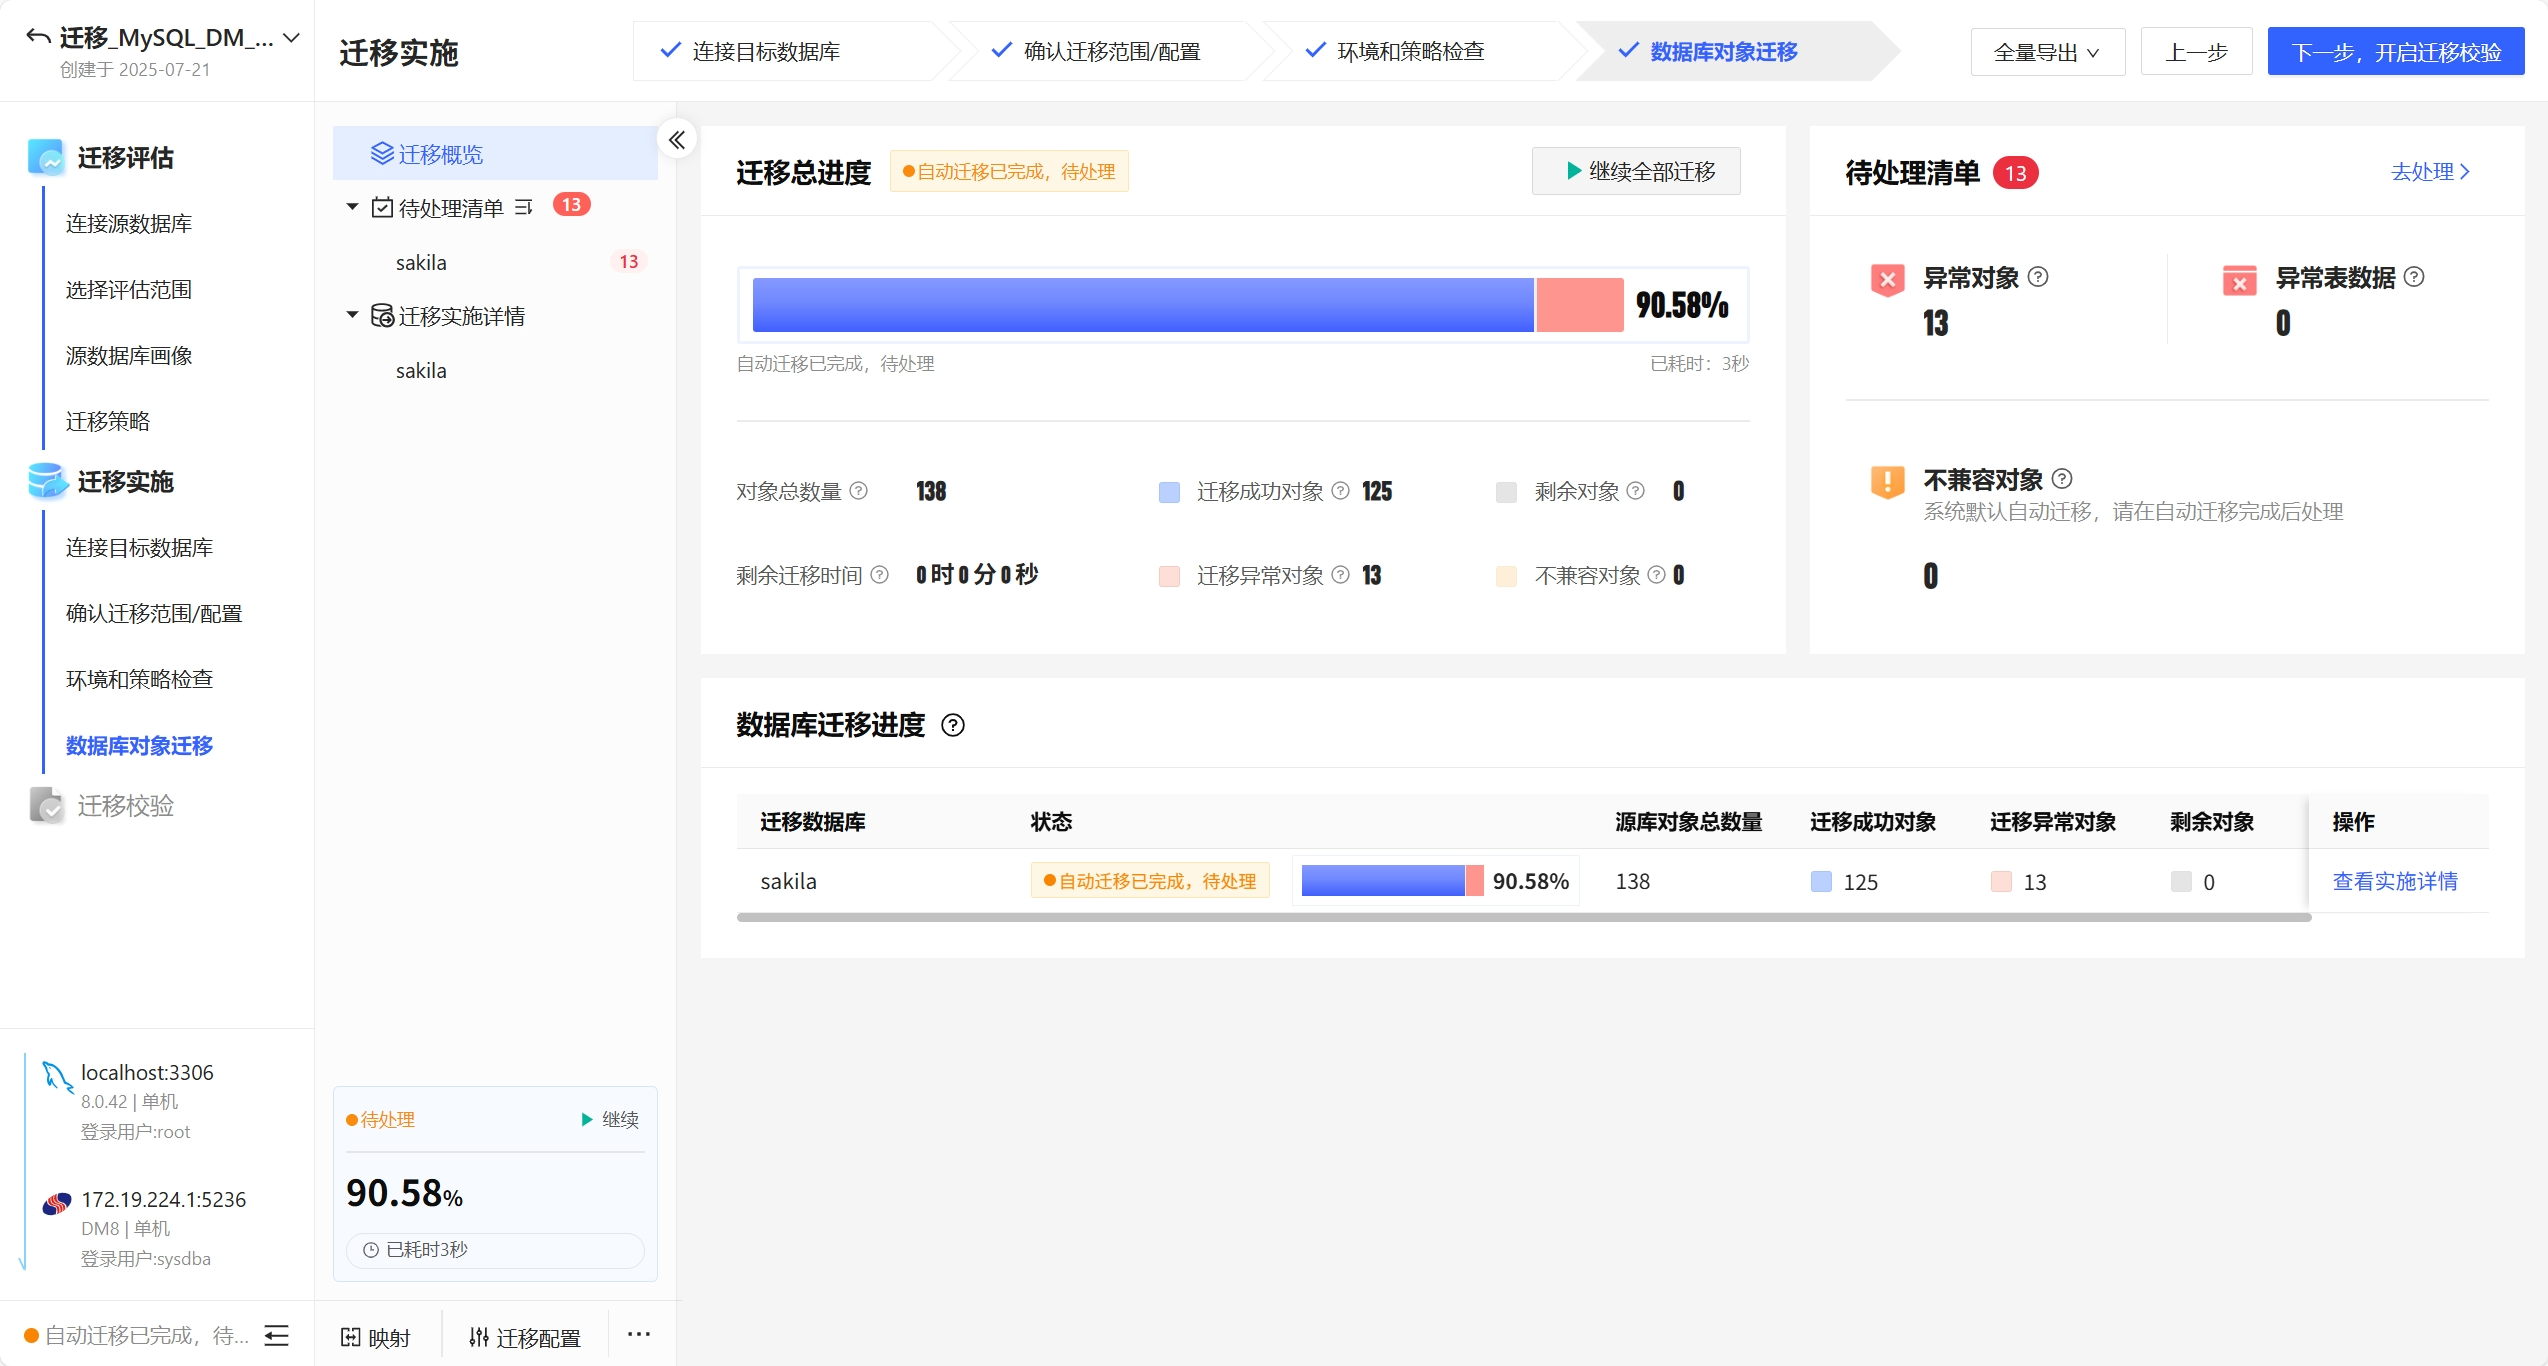 迁移_MySQL_DM_...
创建于 2025-07-21
迁移评估
连接源数据库
选择评估范围
源数据库画像
迁移策略
迁移实施
连接目标数据库
确认迁移范围/配置
环境和策略检查
数据库对象迁移
迁移校验
localhost:3306
8.0.42 | 单机
登录用户:root
172.19.224.1:5236
DM8 | 单机
登录用户:sysdba
自动迁移已完成，待...
迁移实施
连接目标数据库
确认迁移范围/配置
环境和策略检查
数据库对象迁移
全量导出
上一步
下一步，开启迁移校验
迁移概览
待处理清单 13
sakila 13
迁移实施详情
sakila
待处理 继续
90.58%
已耗时3秒
映射 迁移配置 ...
迁移总进度 自动迁移已完成，待处理 继续全部迁移
90.58%
自动迁移已完成，待处理 已耗时：3秒
对象总数量 138 迁移成功对象 125 剩余对象 0
剩余迁移时间 0时0分0秒 迁移异常对象 13 不兼容对象 0
待处理清单 13 去处理
异常对象 异常表数据
13 0
不兼容对象
系统默认自动迁移，请在自动迁移完成后处理
0
数据库迁移进度
迁移数据库 状态 源库对象总数量 迁移成功对象 迁移异常对象 剩余对象 操作
sakila 自动迁移已完成，待处理 90.58% 138 125 13 0 查看实施详情